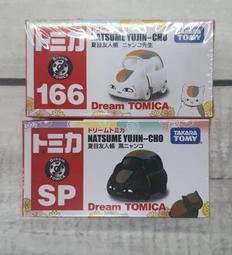 トミカ
NATSUME YUJIN-CHO
夏目友人帳 ニャンコ先生
TAKARA TOMY
166
Dream TOMICA
トミカ
ドリームトミカ
NATSUME YUJIN-CHO
夏目友人帳 黒ニャンコ
TAKARA TOMY
SP
Dream TOMICA